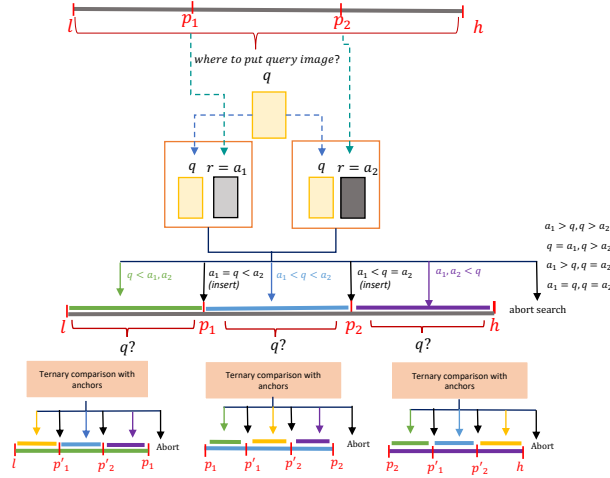 l p₁ p₂ h
where to put query image?
q
q r = a₁ q r = a₂
a₁ > q, q > a₂
q = a₁, q > a₂
a₁ > q, q = a₂
a₁ = q, q = a₂
q < a₁, a₂ a₁ = q < a₂ a₁ < q < a₂ a₁ < q = a₂ a₁, a₂ < q
(insert) (insert)
abort search
l p₁ p₂ h
q? q? q?
Ternary comparison with
anchors
Ternary comparison with
anchors
Ternary comparison with
anchors
Abort Abort Abort
l p'₁ p'₂ p₁
p₁ p'₁ p'₂ p₂
p₂ p'₁ p'₂ h